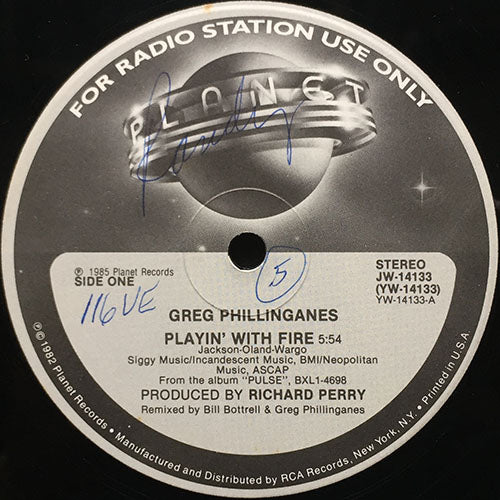 FOR RADIO STATION USE ONLY
PLANET
Randy
℗ 1985 Planet Records
SIDE ONE
116VE
5
STEREO
JW-14133
(YW-14133)
YW-14133-A
GREG PHILLINGANES
PLAYIN' WITH FIRE 5:54
Jackson-Oland-Wargo
Siggy Music/Incandescent Music, BMI/Neopolitan
Music, ASCAP
From the album "PULSE", BXL1-4698
PRODUCED BY RICHARD PERRY
Remixed by Bill Bottrell & Greg Phillinganes
©1982 Planet Records. • Manufactured and Distributed by RCA Records, New York, N.Y. • Printed in U.S.A